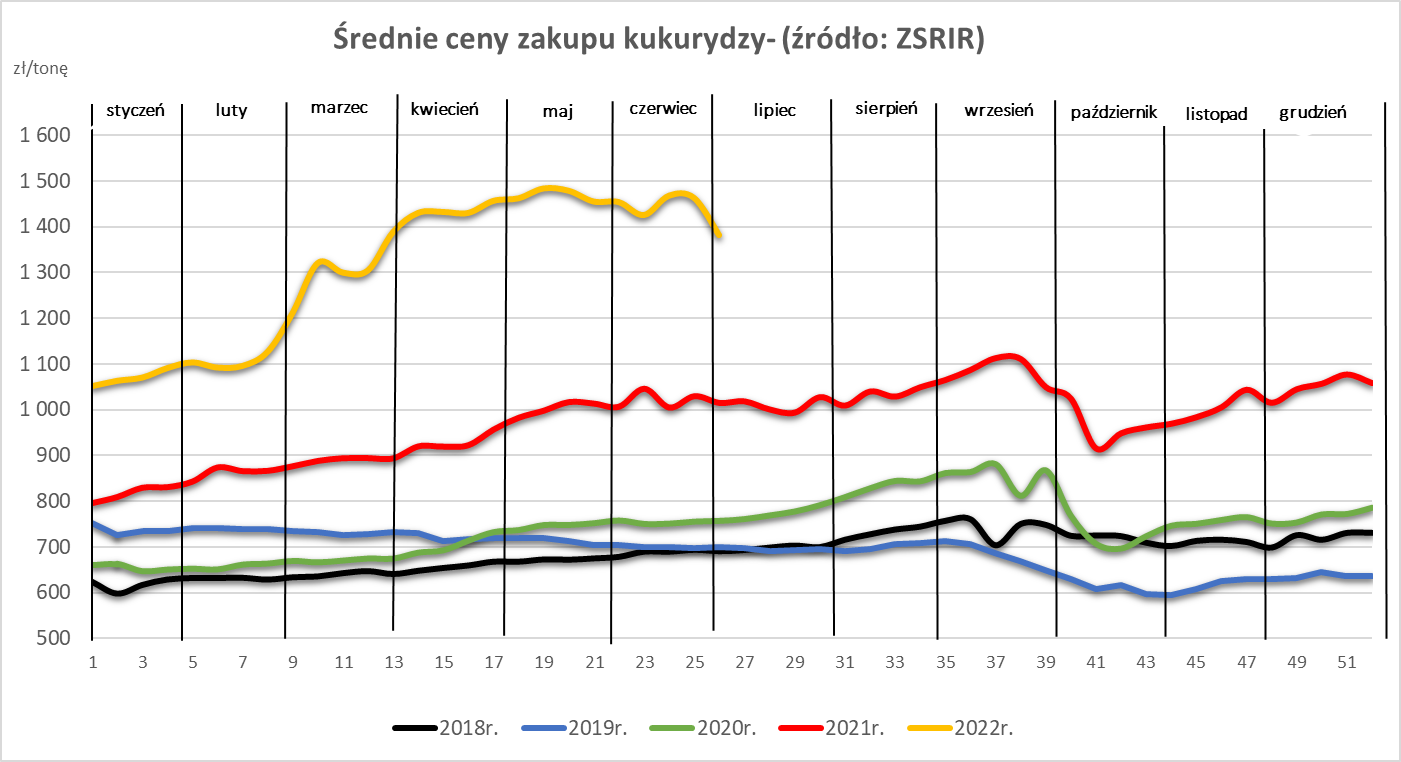 Średnie ceny zakupu kukurydzy- (źródło: ZSRIR)
zł/tonę
styczeń luty marzec kwiecień maj czerwiec lipiec sierpień wrzesień październik listopad grudzień
1 600
1 500
1 400
1 300
1 200
1 100
1 000
900
800
700
600
500
1 3 5 7 9 11 13 15 17 19 21 23 25 27 29 31 33 35 37 39 41 43 45 47 49 51
2018r. 2019r. 2020r. 2021r. 2022r.